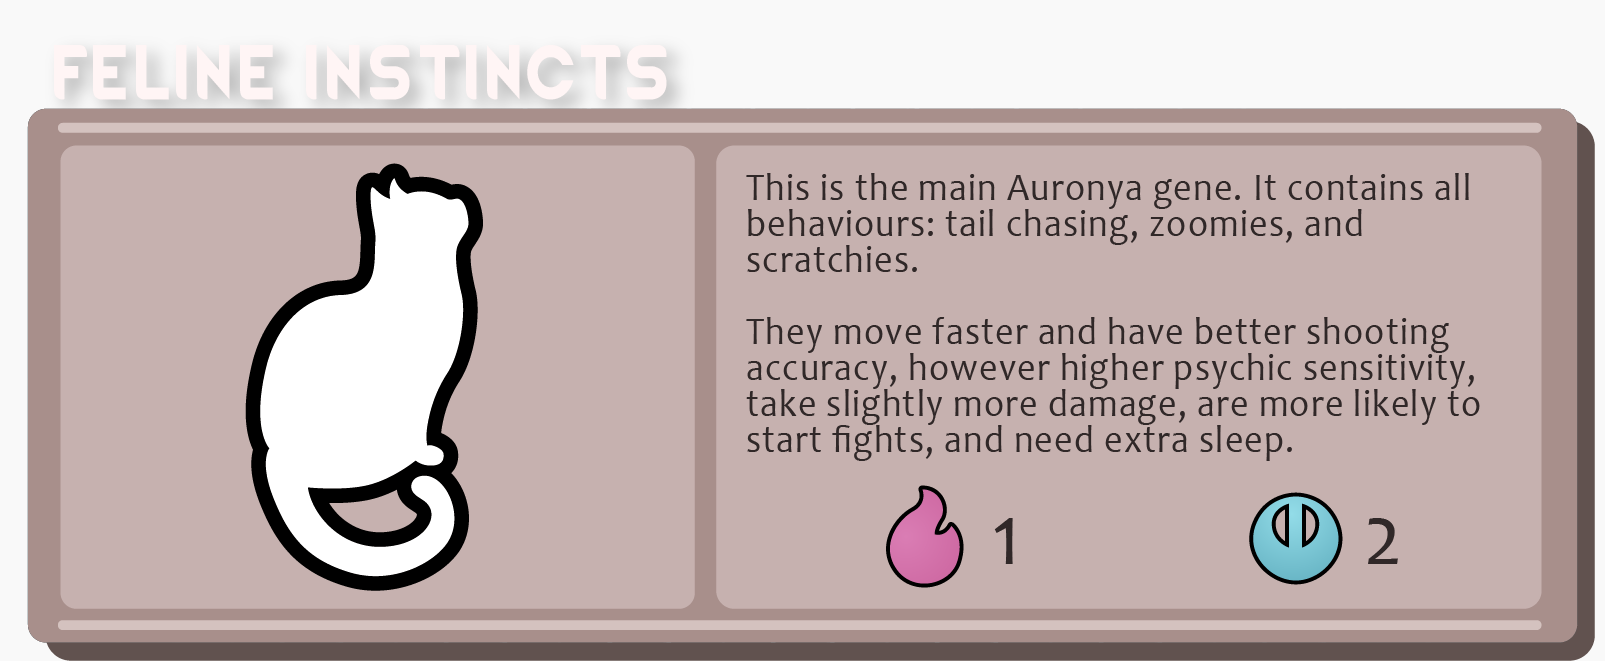 FELINE INSTINCTS
This is the main Auronya gene. It contains all
behaviours: tail chasing, zoomies, and
scratchies.
They move faster and have better shooting
accuracy, however higher psychic sensitivity,
take slightly more damage, are more likely to
start fights, and need extra sleep.
1 2